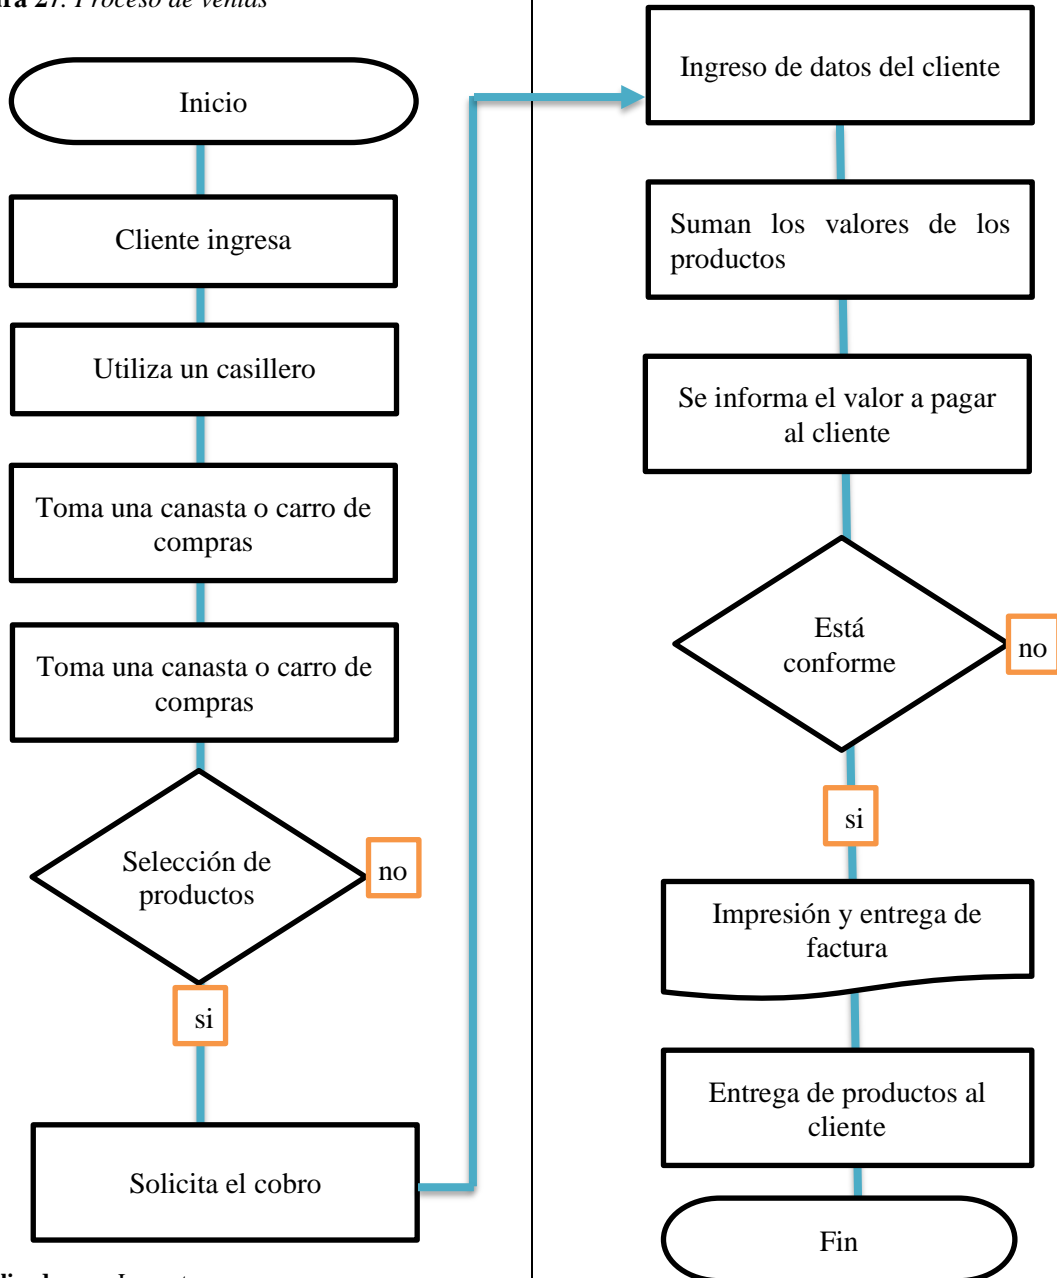 27. Proceso de ventas
Inicio
Cliente ingresa
Utiliza un casillero
Toma una canasta o carro de
compras
Toma una canasta o carro de
compras
Selección de
productos
no
si
Solicita el cobro
Ingreso de datos del cliente
Suman los valores de los
productos
Se informa el valor a pagar
al cliente
Está
conforme
no
si
Impresión y entrega de
factura
Entrega de productos al
cliente
Fin